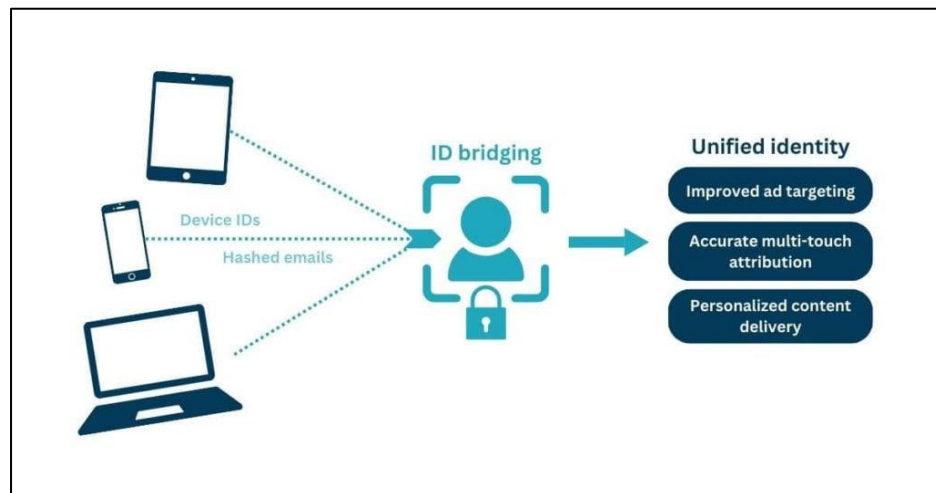 ID bridging
Device IDs
Hashed emails
Unified identity
Improved ad targeting
Accurate multi-touch
attribution
Personalized content
delivery